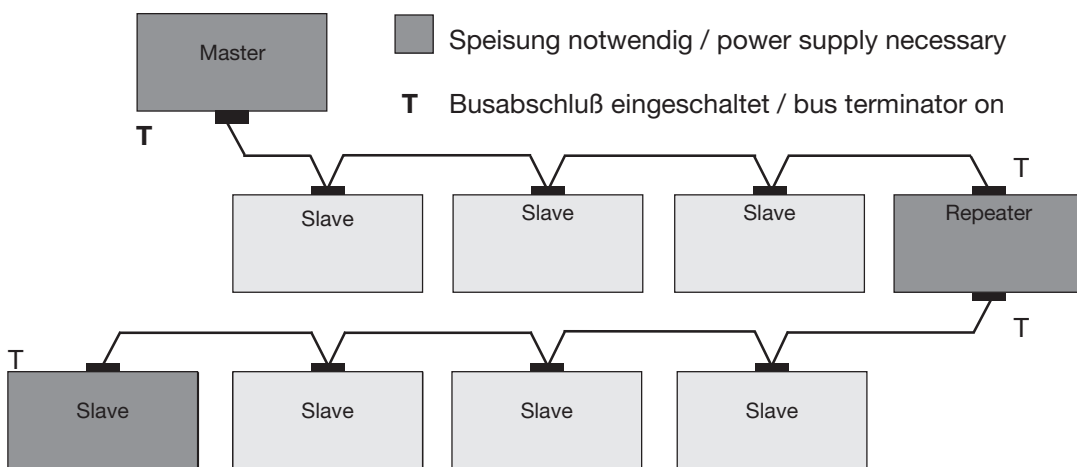 Master
Speisung notwendig / power supply necessary
T Busabschluß eingeschaltet / bus terminator on
T
T
Slave
Slave
Slave
Repeater
T
T
Slave
Slave
Slave
Slave